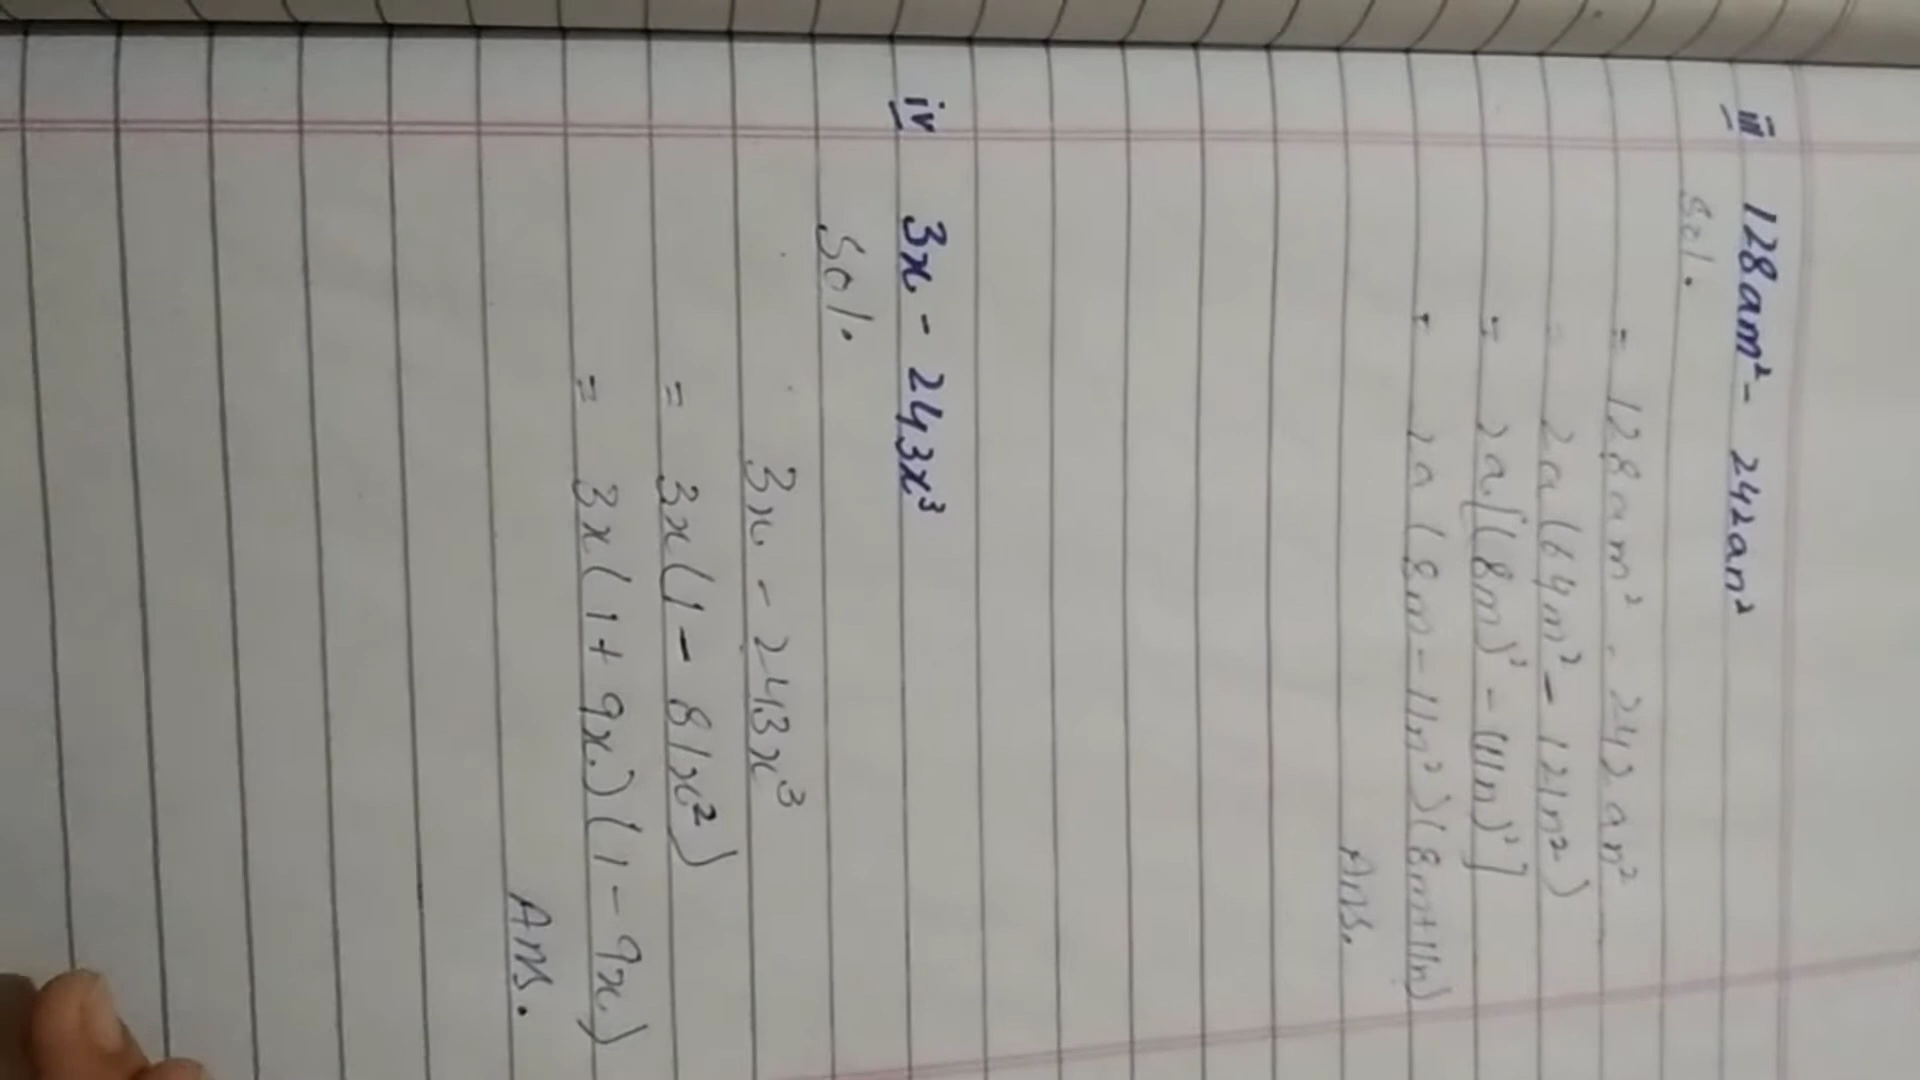 iii 128am² - 242an²
Sol.
= 128am² - 242an²
= 2a(64m² - 121n²)
= 2a[(8m)² - (11n)²]
= 2a(8m - 11n²)(8m+11n)
Ans.
iv 3x - 243x³
Sol.
3x - 243x³
= 3x(1 - 81x²)
= 3x(1 + 9x)(1 - 9x)
Ans.